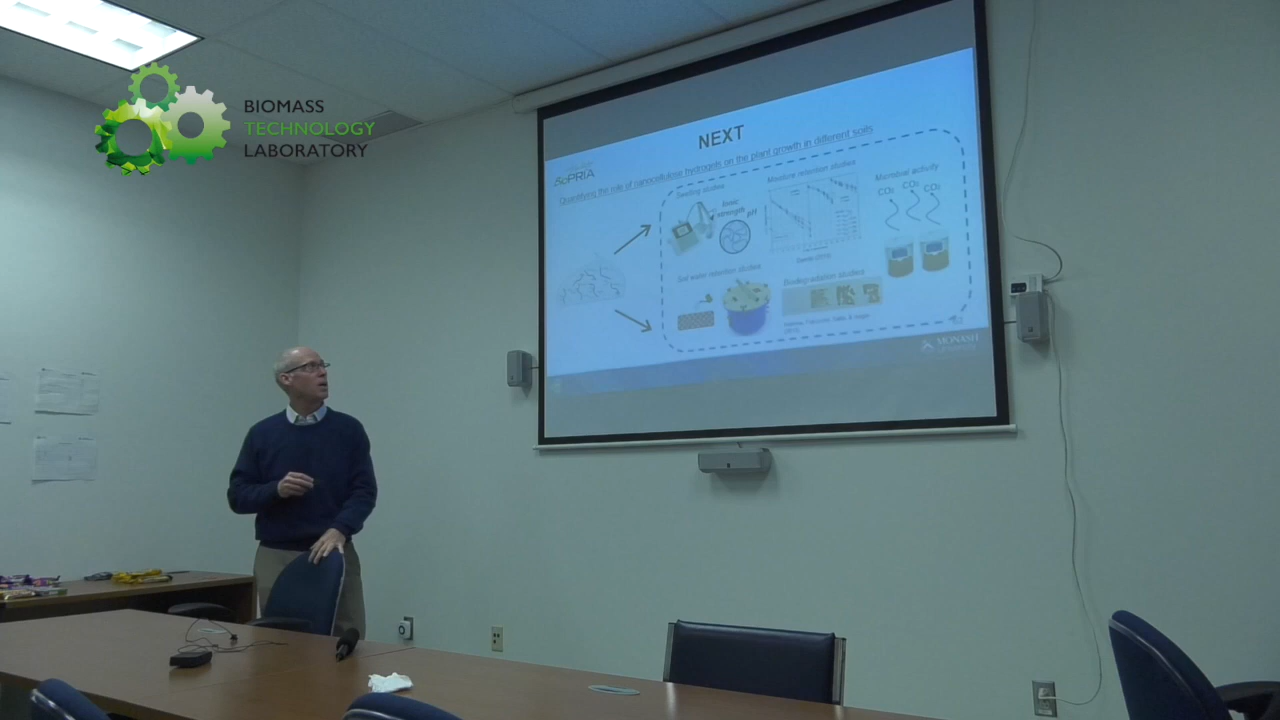 BIOMASS
TECHNOLOGY
LABORATORY
NEXT
Quantifying the role of nanocellulose hydrogels on the plant growth in different soils
Swelling studies
Moisture retention studies
Microbial activity
Ionic
strength
pH
CO₂ CO₂ CO₂
Soil water retention studies
Biodegradation studies
MONASH